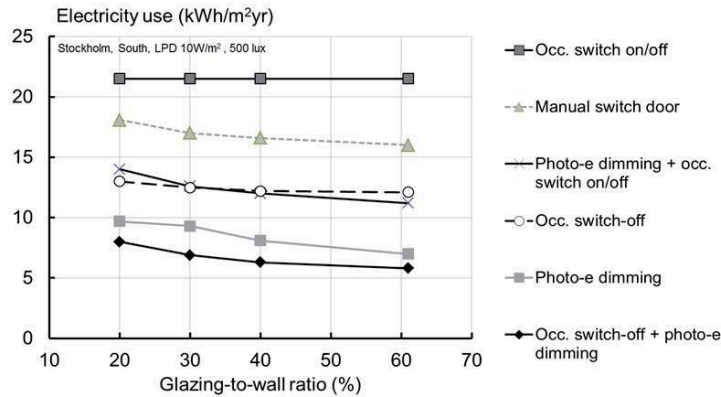 Electricity use (kWh/m²yr)
25
Stockholm, South, LPD 10W/m² , 500 lux
20
15
10
5
0
10 20 30 40 50 60 70
Glazing-to-wall ratio (%)
Occ. switch on/off
Manual switch door
Photo-e dimming + occ.
switch on/off
Occ. switch-off
Photo-e dimming
Occ. switch-off + photo-e
dimming